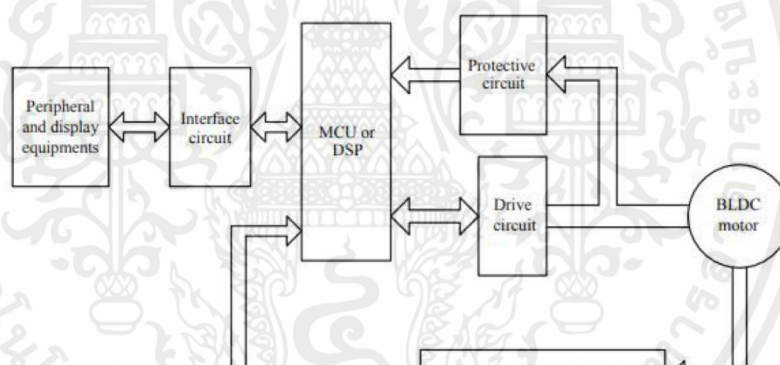 Peripheral
and display
equipments
Interface
circuit
MCU or
DSP
Protective
circuit
Drive
circuit
BLDC
motor